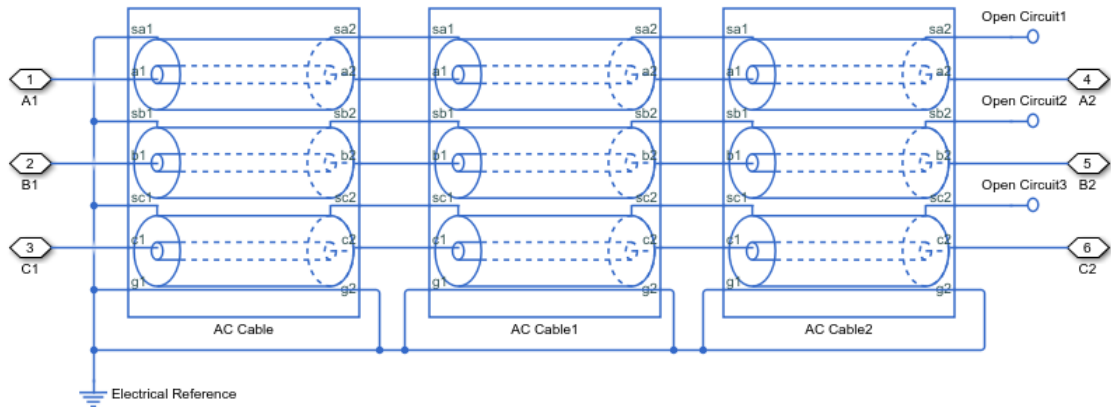 sa1 sa2 sa1 sa2 sa1 sa2 Open Circuit1
1 a1 a2 a1 a2 a1 a2 4
A1 A2
sb1 sb2 sb1 sb2 sb1 sb2 Open Circuit2
2 b1 b2 b1 b2 b1 b2 5
B1 B2
sc1 sc2 sc1 sc2 sc1 sc2 Open Circuit3
3 c1 c2 c1 c2 c1 c2 6
C1 C2
g1 g2 g1 g2 g1 g2
AC Cable AC Cable1 AC Cable2
Electrical Reference